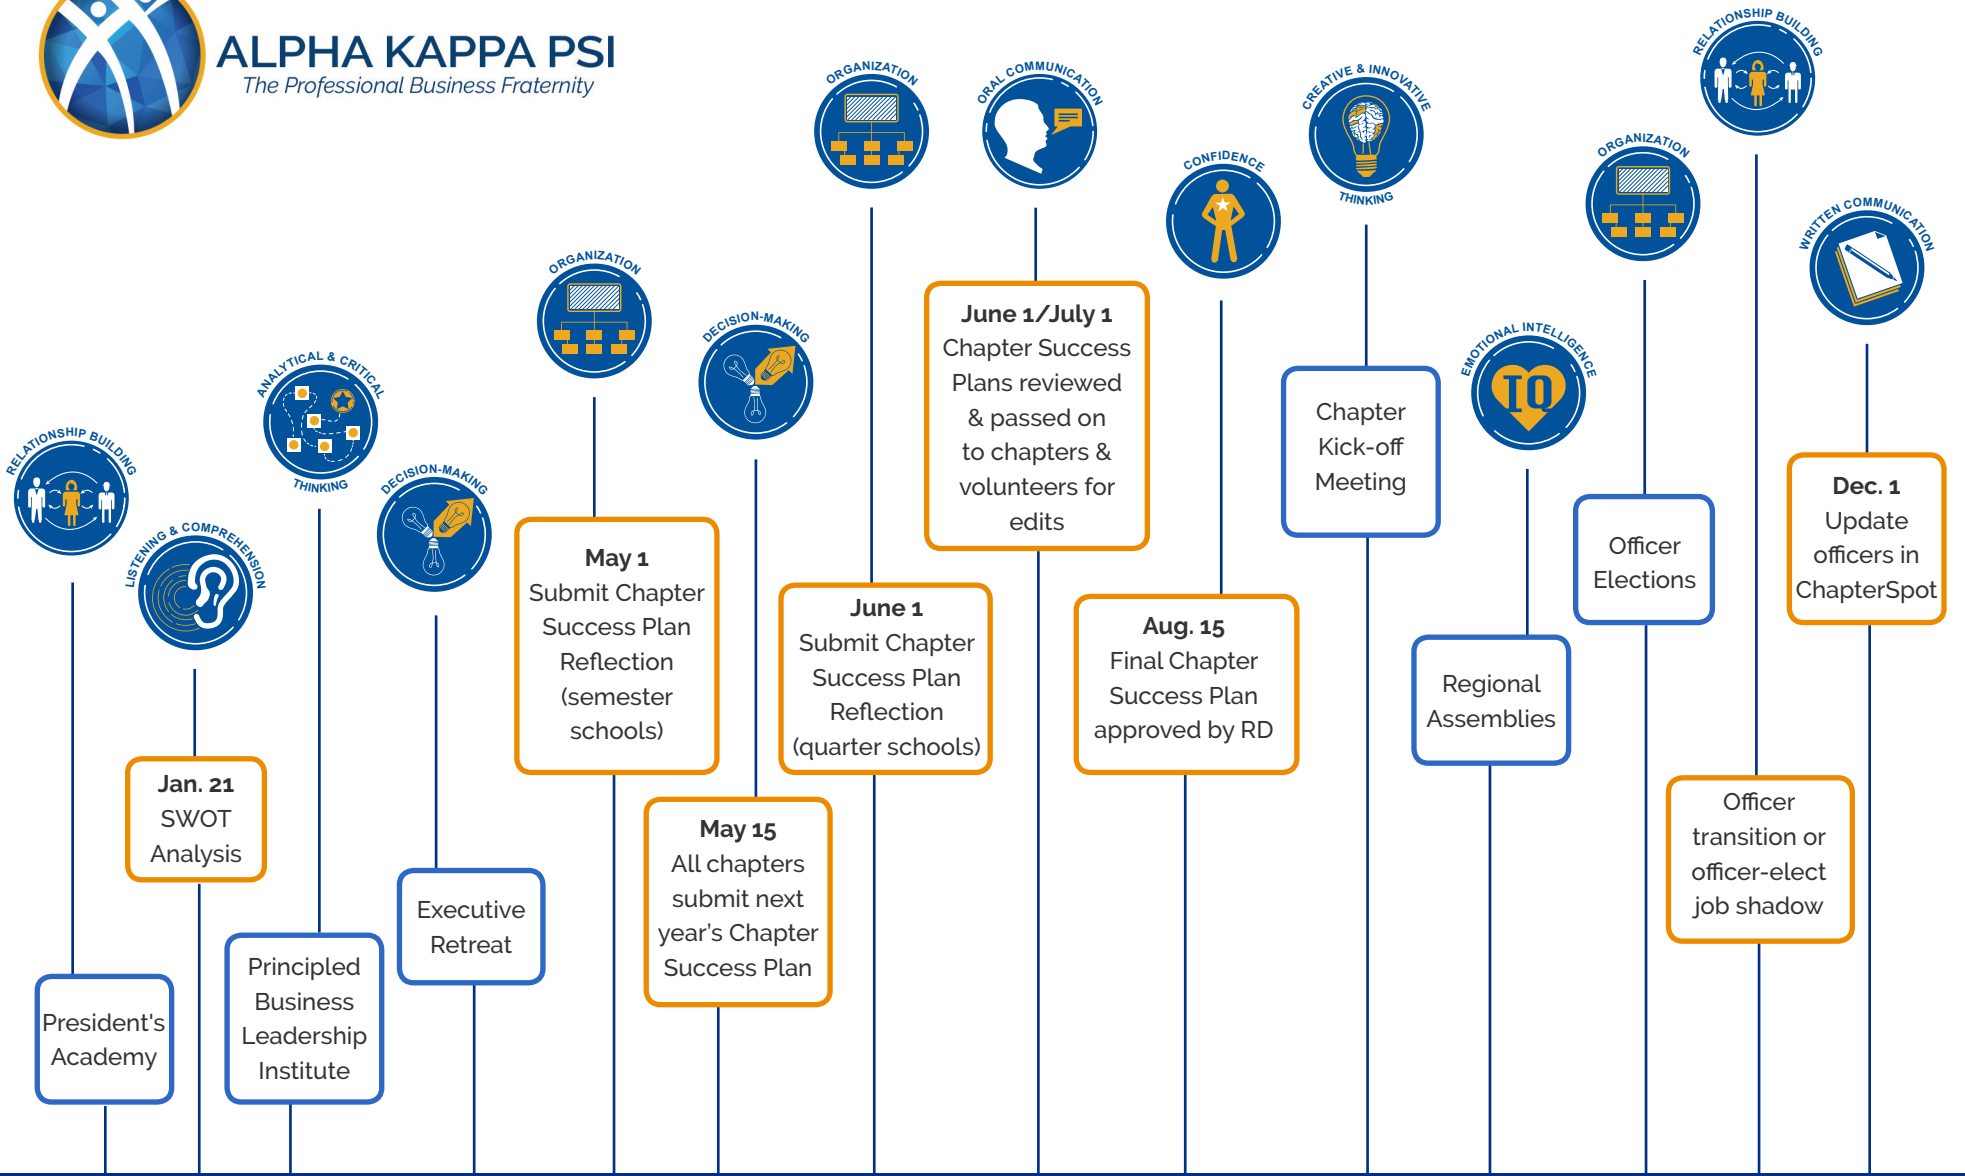 ALPHA KAPPA PSI
The Professional Business Fraternity
RELATIONSHIP BUILDING
President's
Academy
LISTENING & COMPREHENSION
Jan. 21
SWOT
Analysis
ANALYTICAL & CRITICAL
THINKING
Principled
Business
Leadership
Institute
DECISION-MAKING
Executive
Retreat
ORGANIZATION
May 1
Submit Chapter
Success Plan
Reflection
(semester
schools)
DECISION-MAKING
May 15
All chapters
submit next
year's Chapter
Success Plan
ORGANIZATION
June 1
Submit Chapter
Success Plan
Reflection
(quarter schools)
ORAL COMMUNICATION
June 1/July 1
Chapter Success
Plans reviewed
& passed on
to chapters &
volunteers for
edits
CONFIDENCE
Aug. 15
Final Chapter
Success Plan
approved by RD
CREATIVE & INNOVATIVE
THINKING
Chapter
Kick-off
Meeting
EMOTIONAL INTELLIGENCE
IQ
Regional
Assemblies
ORGANIZATION
Officer
Elections
RELATIONSHIP BUILDING
Officer
transition or
officer-elect
job shadow
WRITTEN COMMUNICATION
Dec. 1
Update
officers in
ChapterSpot